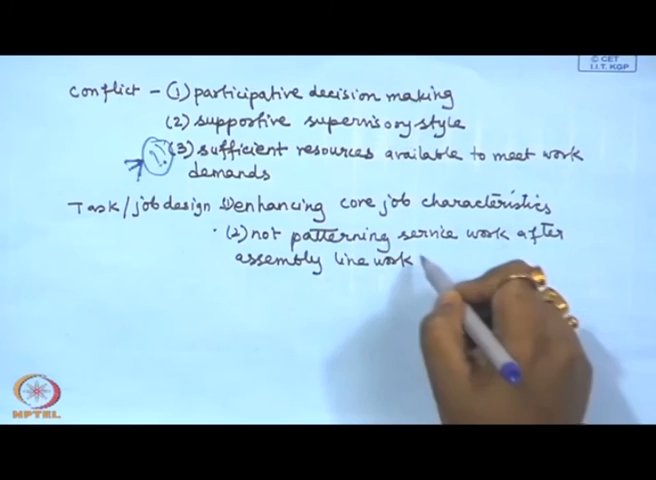 © CET
I.I.T. KGP
Conflict - (1) participative decision making
(2) supportive supervisory style
(3) sufficient resources available to meet work
demands
Task/job design 1) enhancing core job characteristics
(2) not patterning service work after
assembly line work
NPTEL